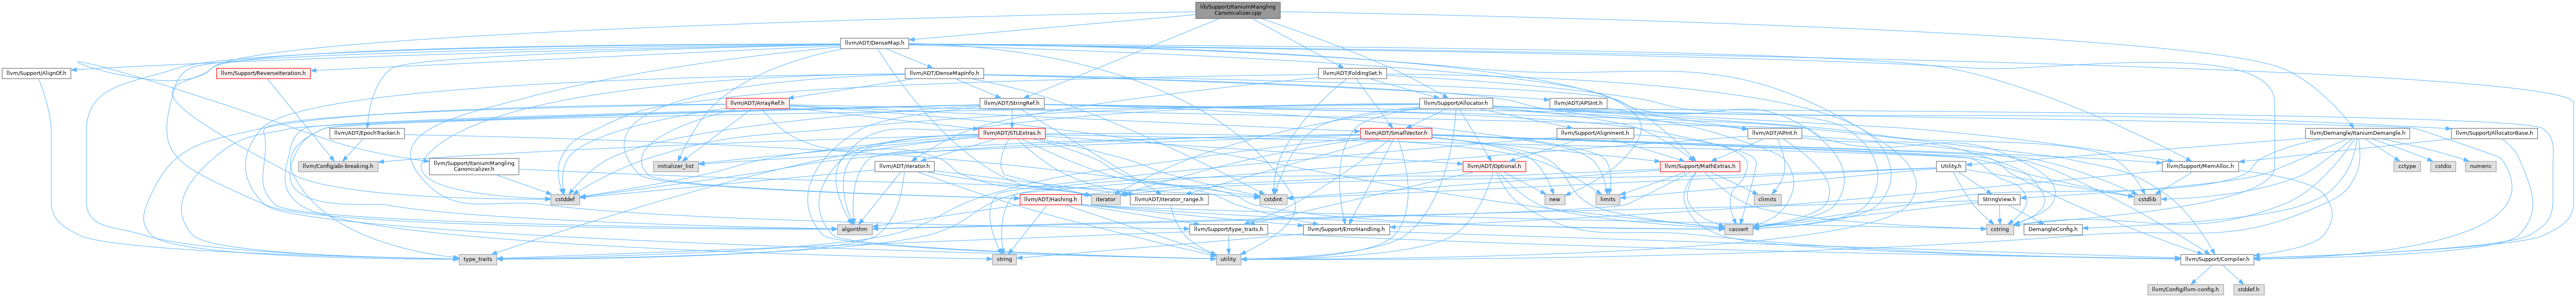 lib/Support/ItaniumMangling
Canonicalizer.cpp
llvm/ADT/DenseMap.h
llvm/Support/AlignOf.h
llvm/Support/ReverseIteration.h
llvm/ADT/DenseMapInfo.h
llvm/ADT/FoldingSet.h
llvm/ADT/ArrayRef.h
llvm/ADT/StringRef.h
llvm/Support/Allocator.h
llvm/ADT/APSInt.h
llvm/ADT/EpochTracker.h
llvm/ADT/STLExtras.h
llvm/ADT/SmallVector.h
llvm/Support/Alignment.h
llvm/ADT/APInt.h
llvm/Demangle/ItaniumDemangle.h
llvm/Support/AllocatorBase.h
llvm/Config/abi-breaking.h
llvm/Support/ItaniumMangling
Canonicalizer.h
initializer_list
llvm/ADT/iterator.h
llvm/ADT/Optional.h
llvm/Support/MathExtras.h
Utility.h
llvm/Support/MemAlloc.h
cctype
cstdio
numeric
cstddef
llvm/ADT/Hashing.h
iterator
llvm/ADT/iterator_range.h
cstdint
new
limits
climits
StringView.h
cstdlib
algorithm
llvm/Support/type_traits.h
llvm/Support/ErrorHandling.h
cassert
cstring
DemangleConfig.h
type_traits
string
utility
llvm/Support/Compiler.h
llvm/Config/llvm-config.h
stddef.h